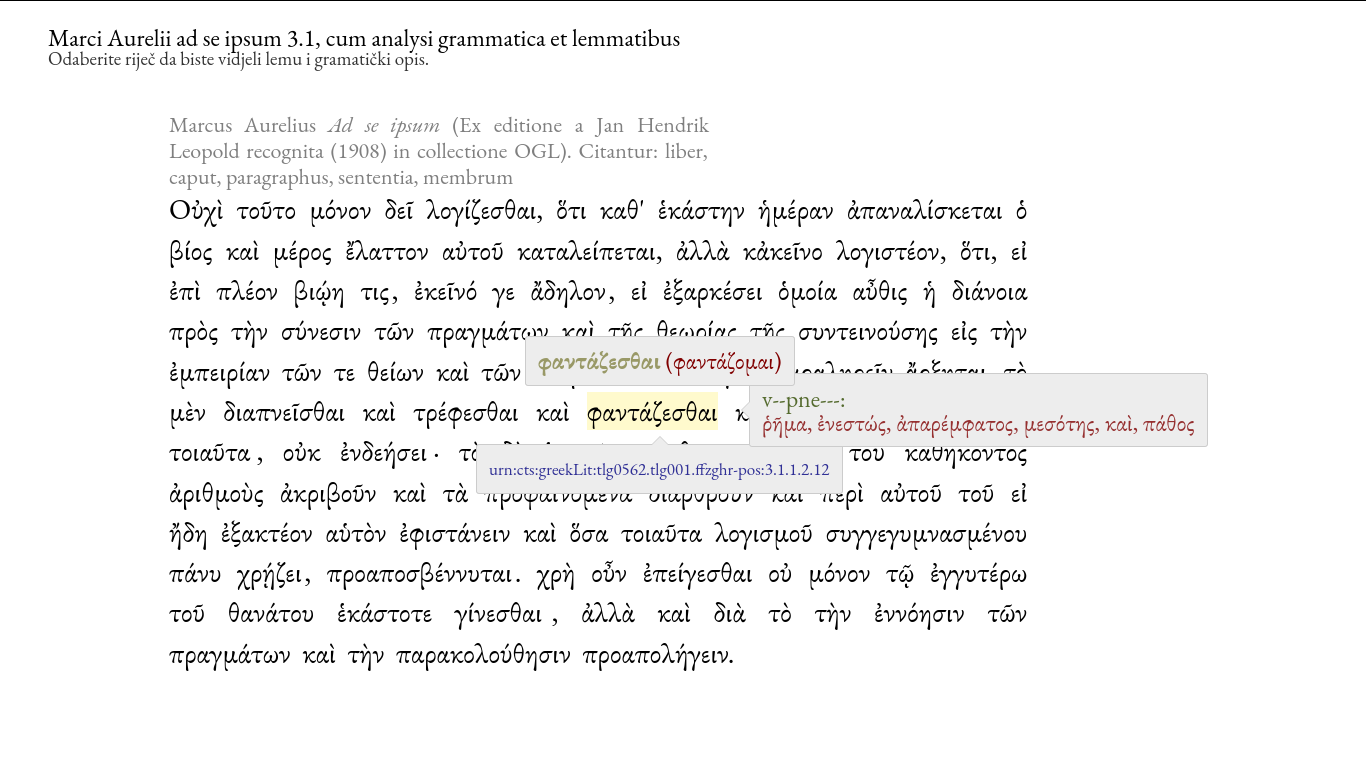 Marci Aurelii ad se ipsum 3.1, cum analysi grammatica et lemmatibus
Odaberite riječ da biste vidjeli lemu i gramatički opis.
Marcus Aurelius Ad se ipsum (Ex editione a Jan Hendrik
Leopold recognita (1908) in collectione OGL). Citantur: liber,
caput, paragraphus, sententia, membrum
Οὐχὶ τοῦτο μόνον δεῖ λογίζεσθαι, ὅτι καθ' ἑκάστην ἡμέραν ἀπαναλίσκεται ὁ
βίος καὶ μέρος ἔλαττον αὐτοῦ καταλείπεται, ἀλλὰ κἀκεῖνο λογιστέον, ὅτι, εἰ
ἐπὶ πλέον βιῴη τις, ἐκεῖνό γε ἄδηλον, εἰ ἐξαρκέσει ὁμοία αὖθις ἡ διάνοια
πρὸς τὴν σύνεσιν τῶν πραγμάτων καὶ τῆς θεωρίας τῆς συντεινούσης εἰς τὴν
φαντάζεσθαι (φαντάζομαι)
ἐμπειρίαν τῶν τε θείων καὶ τῶν τὸ
μὲν διαπνεῖσθαι καὶ τρέφεσθαι καὶ φαντάζεσθαι
v--pne---:
ῥῆμα, ἐνεστώς, ἀπαρέμφατος, μεσότης, καὶ, πάθος
τοιαῦτα , οὐκ ἐνδεήσει· τοῦ καθήκοντος
urn:cts:greekLit:tlg0562.tlg001.ffzghr-pos:3.1.1.2.12
ἀριθμοὺς ἀκριβοῦν καὶ τὰ προφαινόμενα διαρθροῦν καὶ περὶ αὐτοῦ τοῦ εἰ
ἤδη ἐξακτέον αὑτὸν ἐφιστάνειν καὶ ὅσα τοιαῦτα λογισμοῦ συγγεγυμνασμένου
πάνυ χρῄζει, προαποσβέννυται. χρὴ οὖν ἐπείγεσθαι οὐ μόνον τῷ ἐγγυτέρω
τοῦ θανάτου ἑκάστοτε γίνεσθαι , ἀλλὰ καὶ διὰ τὸ τὴν ἐννόησιν τῶν
πραγμάτων καὶ τὴν παρακολούθησιν προαπολήγειν.